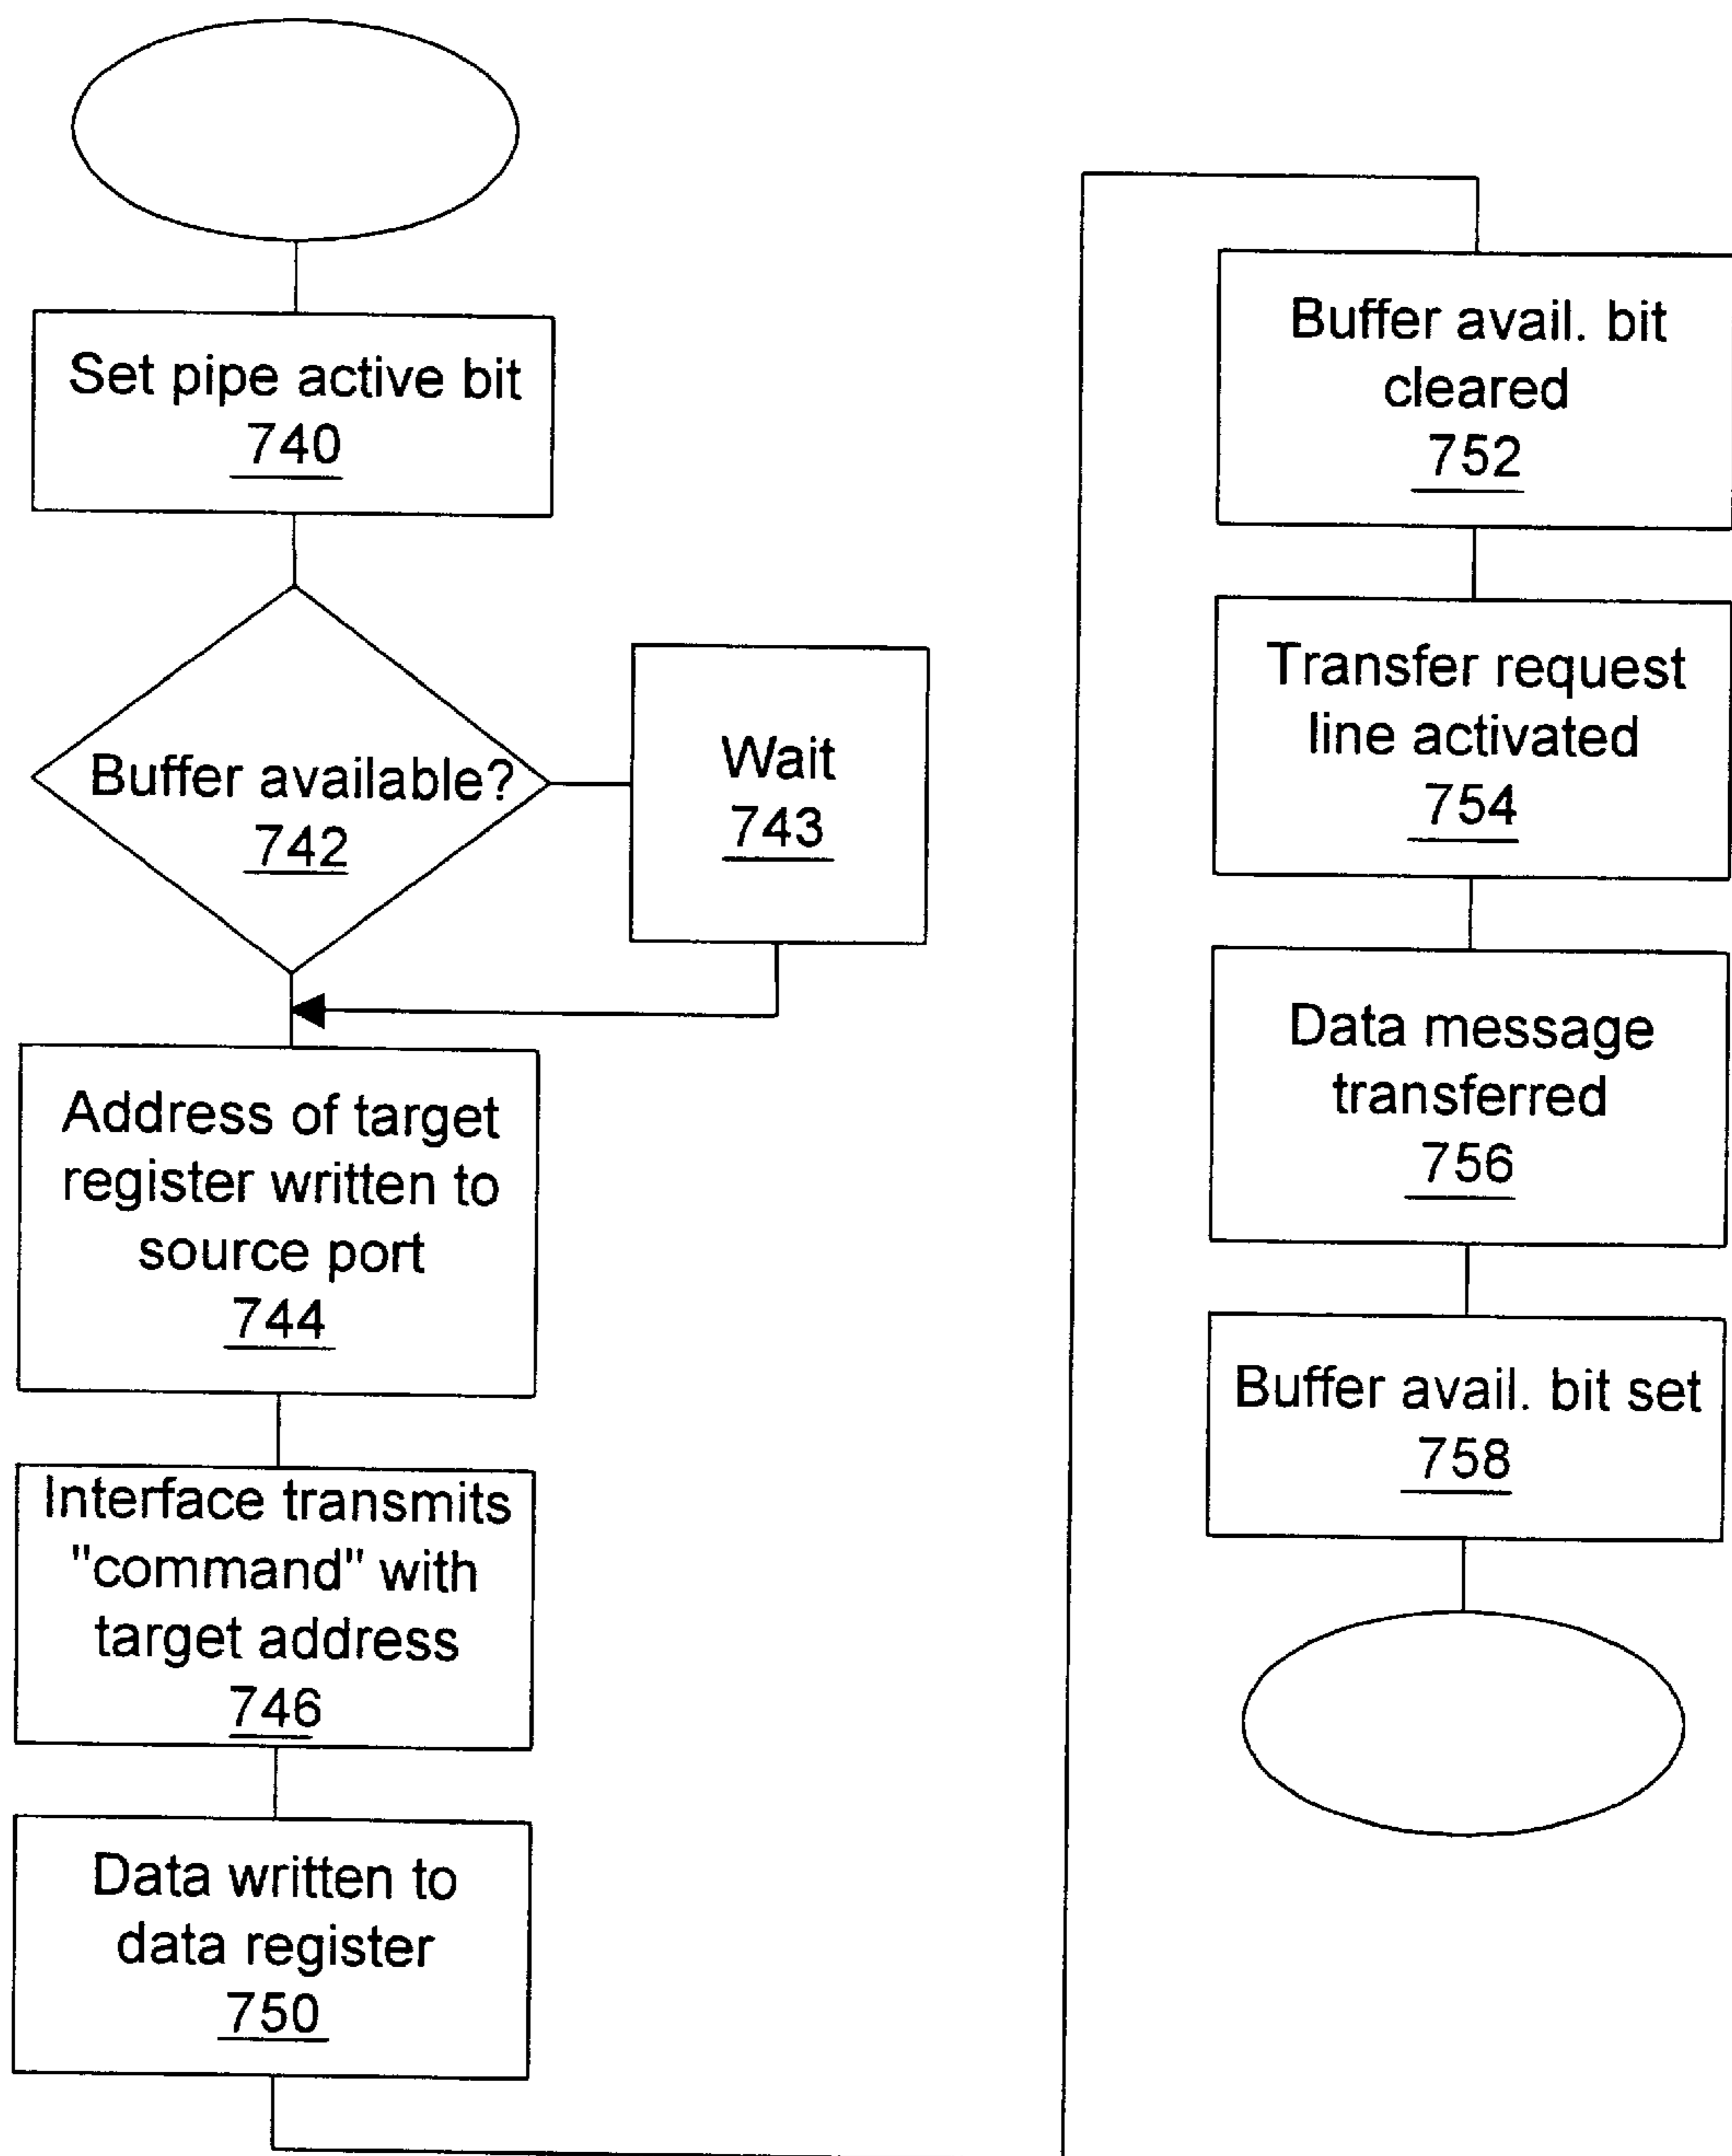 Set pipe active bit
740
Buffer available?
742
Wait
743
Address of target
register written to
source port
744
Interface transmits
"command" with
target address
746
Data written to
data register
750
Buffer avail. bit
cleared
752
Transfer request
line activated
754
Data message
transferred
756
Buffer avail. bit set
758